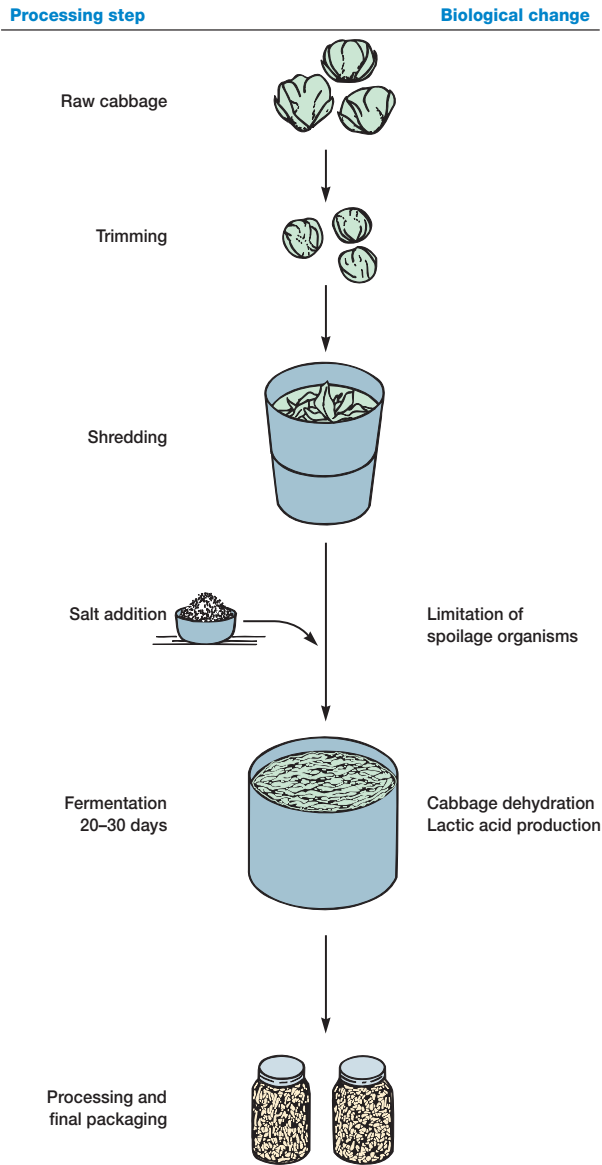 Processing step
Biological change
Raw cabbage
Trimming
Shredding
Salt addition
Limitation of
spoilage organisms
Fermentation
20–30 days
Cabbage dehydration
Lactic acid production
Processing and
final packaging